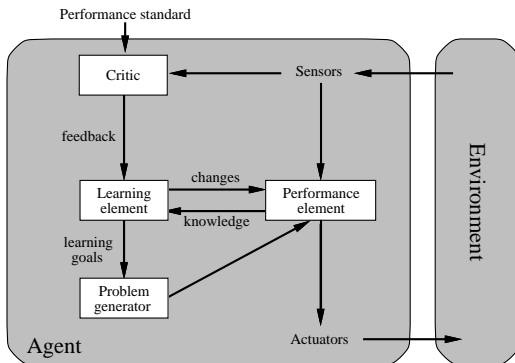 Performance standard
Critic
Sensors
feedback
changes
Learning
element
Performance
element
knowledge
learning
goals
Problem
generator
Agent
Actuators
Environment